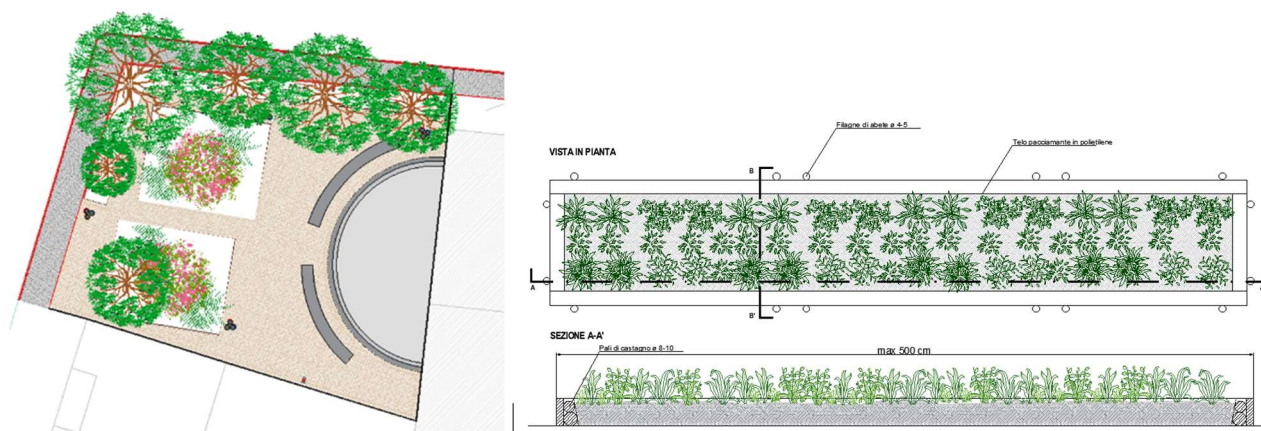 Filagne di abete ø 4-5
VISTA IN PIANTA
Telo pacciamante in polietilene
B
A
B'
SEZIONE A-A'
Pali di castagno ø 8-10
max 500 cm